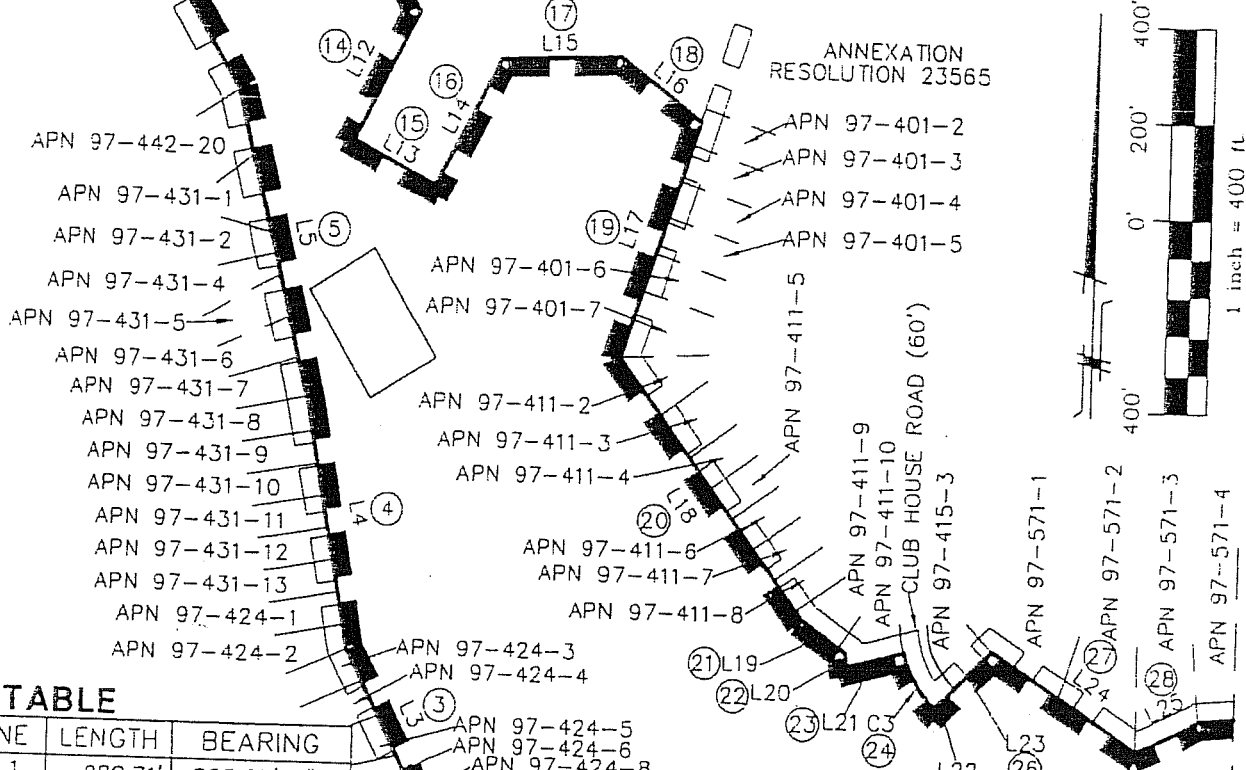 17
L15
14
L12
18
L16
16
L14
15
L13
ANNEXATION
RESOLUTION 23565
APN 97-442-20
APN 97-431-1
APN 97-431-2
APN 97-431-4
APN 97-431-5
APN 97-431-6
APN 97-431-7
APN 97-431-8
APN 97-431-9
APN 97-431-10
APN 97-431-11
APN 97-431-12
APN 97-431-13
APN 97-424-1
APN 97-424-2
L5 5
L4 4
APN 97-424-3
APN 97-424-4
L3 3
APN 97-424-5
APN 97-424-6
APN 97-424-8
APN 97-401-2
APN 97-401-3
APN 97-401-4
APN 97-401-5
19 L17
APN 97-401-6
APN 97-401-7
APN 97-411-2
APN 97-411-3
APN 97-411-4
APN 97-411-5
20 L18
APN 97-411-6
APN 97-411-7
APN 97-411-8
APN 97-411-9
APN 97-411-10
CLUB HOUSE ROAD (60')
APN 97-415-3
APN 97-571-1
APN 97-571-2
APN 97-571-3
APN 97-571-4
21 L19
22 L20
23 L21
C3
24
L22
L23
26
27
L24
28
L25
400'
200'
0'
400'
1 inch = 400 ft.
TABLE
LENGTH BEARING